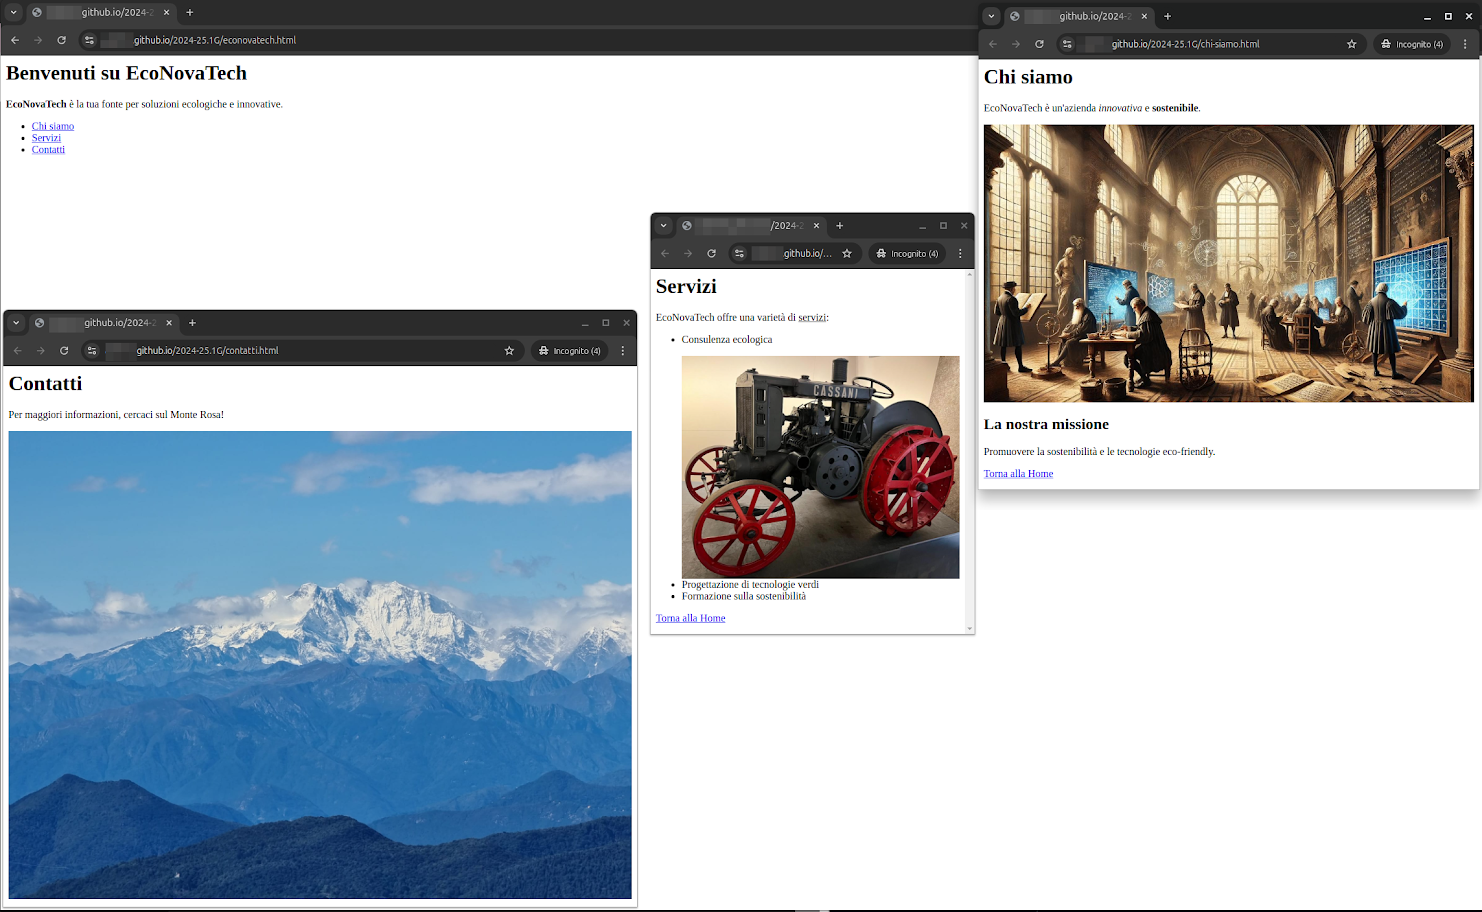 github.io/2024-2
github.io/2024-25.1G/econovatech.html
Benvenuti su EcoNovaTech
EcoNovaTech è la tua fonte per soluzioni ecologiche e innovative.
Chi siamo
Servizi
Contatti
github.io/2024-2
github.io/2024-25.1G/chi-siamo.html
Incognito (4)
Chi siamo
EcoNovaTech è un'azienda innovativa e sostenibile.
La nostra missione
Promuovere la sostenibilità e le tecnologie eco-friendly.
Torna alla Home
/2024-2
github.io/...
Incognito (4)
Servizi
EcoNovaTech offre una varietà di servizi:
Consulenza ecologica
CASSANI
Progettazione di tecnologie verdi
Formazione sulla sostenibilità
Torna alla Home
github.io/2024-2
github.io/2024-25.1G/contatti.html
Incognito (4)
Contatti
Per maggiori informazioni, cercaci sul Monte Rosa!